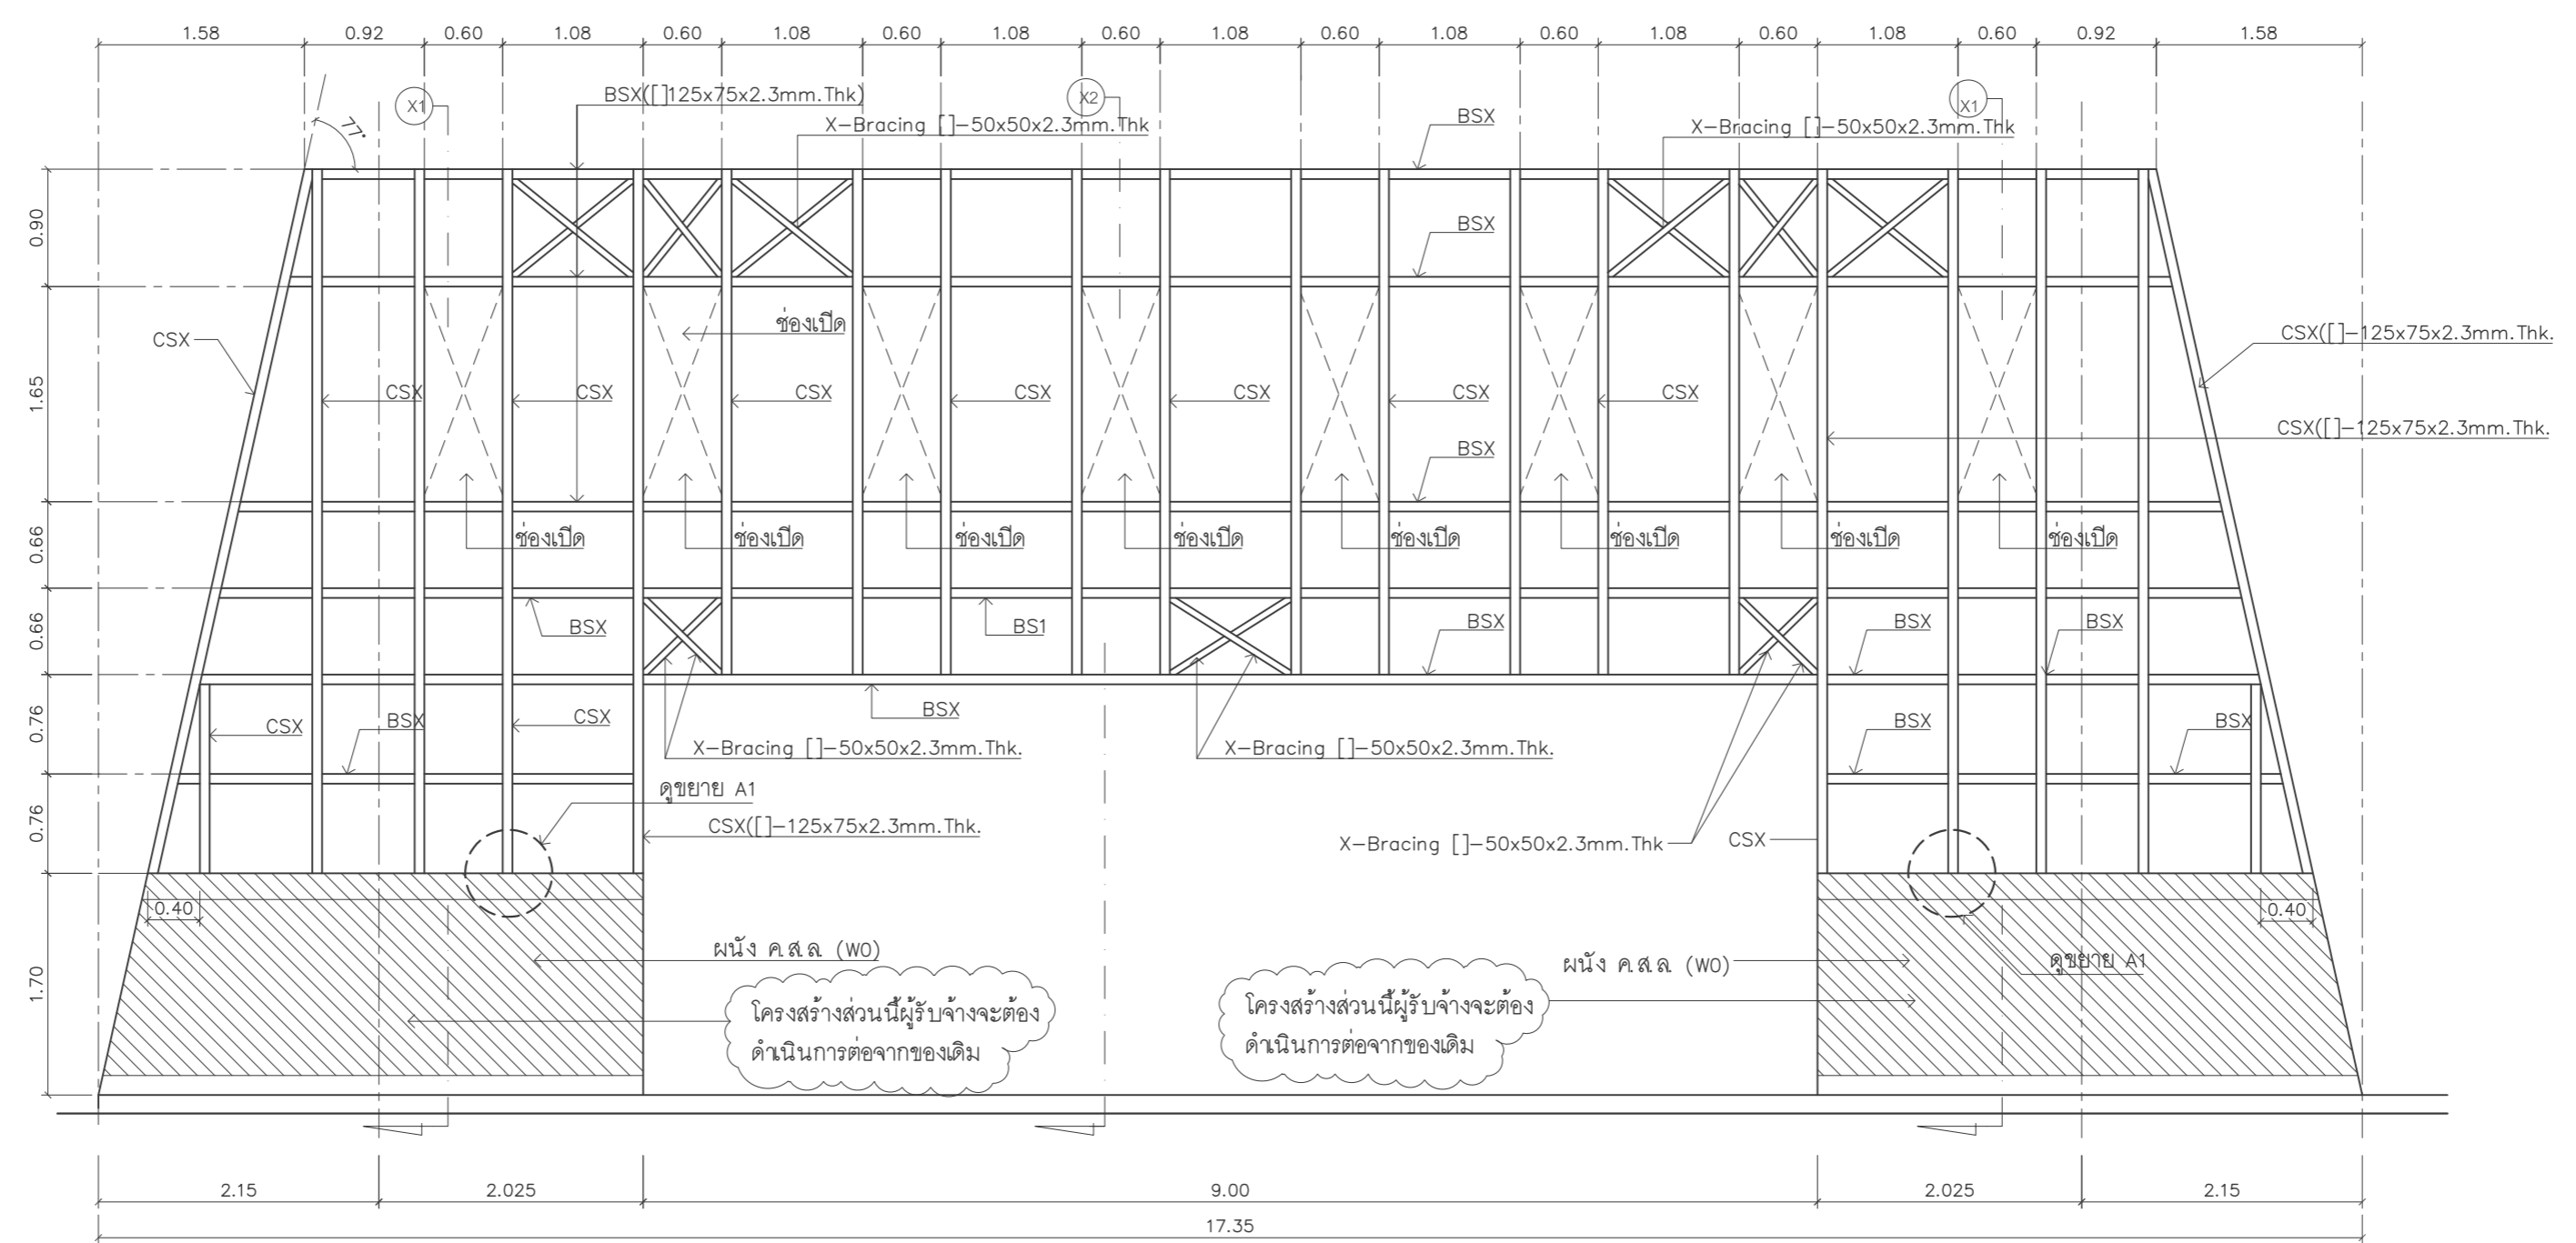 1.58 0.92 0.60 1.08 0.60 1.08 0.60 1.08 0.60 1.08 0.60 1.08 0.60 1.08 0.60 1.08 0.60 0.92 1.58
X1 BSX([]125x75x2.3mm.Thk) X2 BSX X1
77° X-Bracing []-50x50x2.3mm.Thk X-Bracing []-50x50x2.3mm.Thk
0.90 BSX
ช่องเปิด
CSX CSX([]-125x75x2.3mm.Thk.
1.65 CSX CSX CSX CSX CSX CSX CSX
CSX([]-125x75x2.3mm.Thk.
BSX
0.66 ช่องเปิด ช่องเปิด ช่องเปิด ช่องเปิด ช่องเปิด ช่องเปิด ช่องเปิด ช่องเปิด
0.66 BSX BS1 BSX BSX BSX
BSX
0.76 CSX BSX CSX BSX BSX
X-Bracing []-50x50x2.3mm.Thk. X-Bracing []-50x50x2.3mm.Thk.
ดูขยาย A1
0.76 CSX([]-125x75x2.3mm.Thk.
X-Bracing []-50x50x2.3mm.Thk CSX
0.40 0.40
ผนัง ค.ส.ล. (W0) ผนัง ค.ส.ล. (W0) ดูขยาย A1
1.70
โครงสร้างส่วนนี้ผู้รับจ้างจะต้อง
ดำเนินการต่อจากของเดิม
โครงสร้างส่วนนี้ผู้รับจ้างจะต้อง
ดำเนินการต่อจากของเดิม
2.15 2.025 9.00 2.025 2.15
17.35